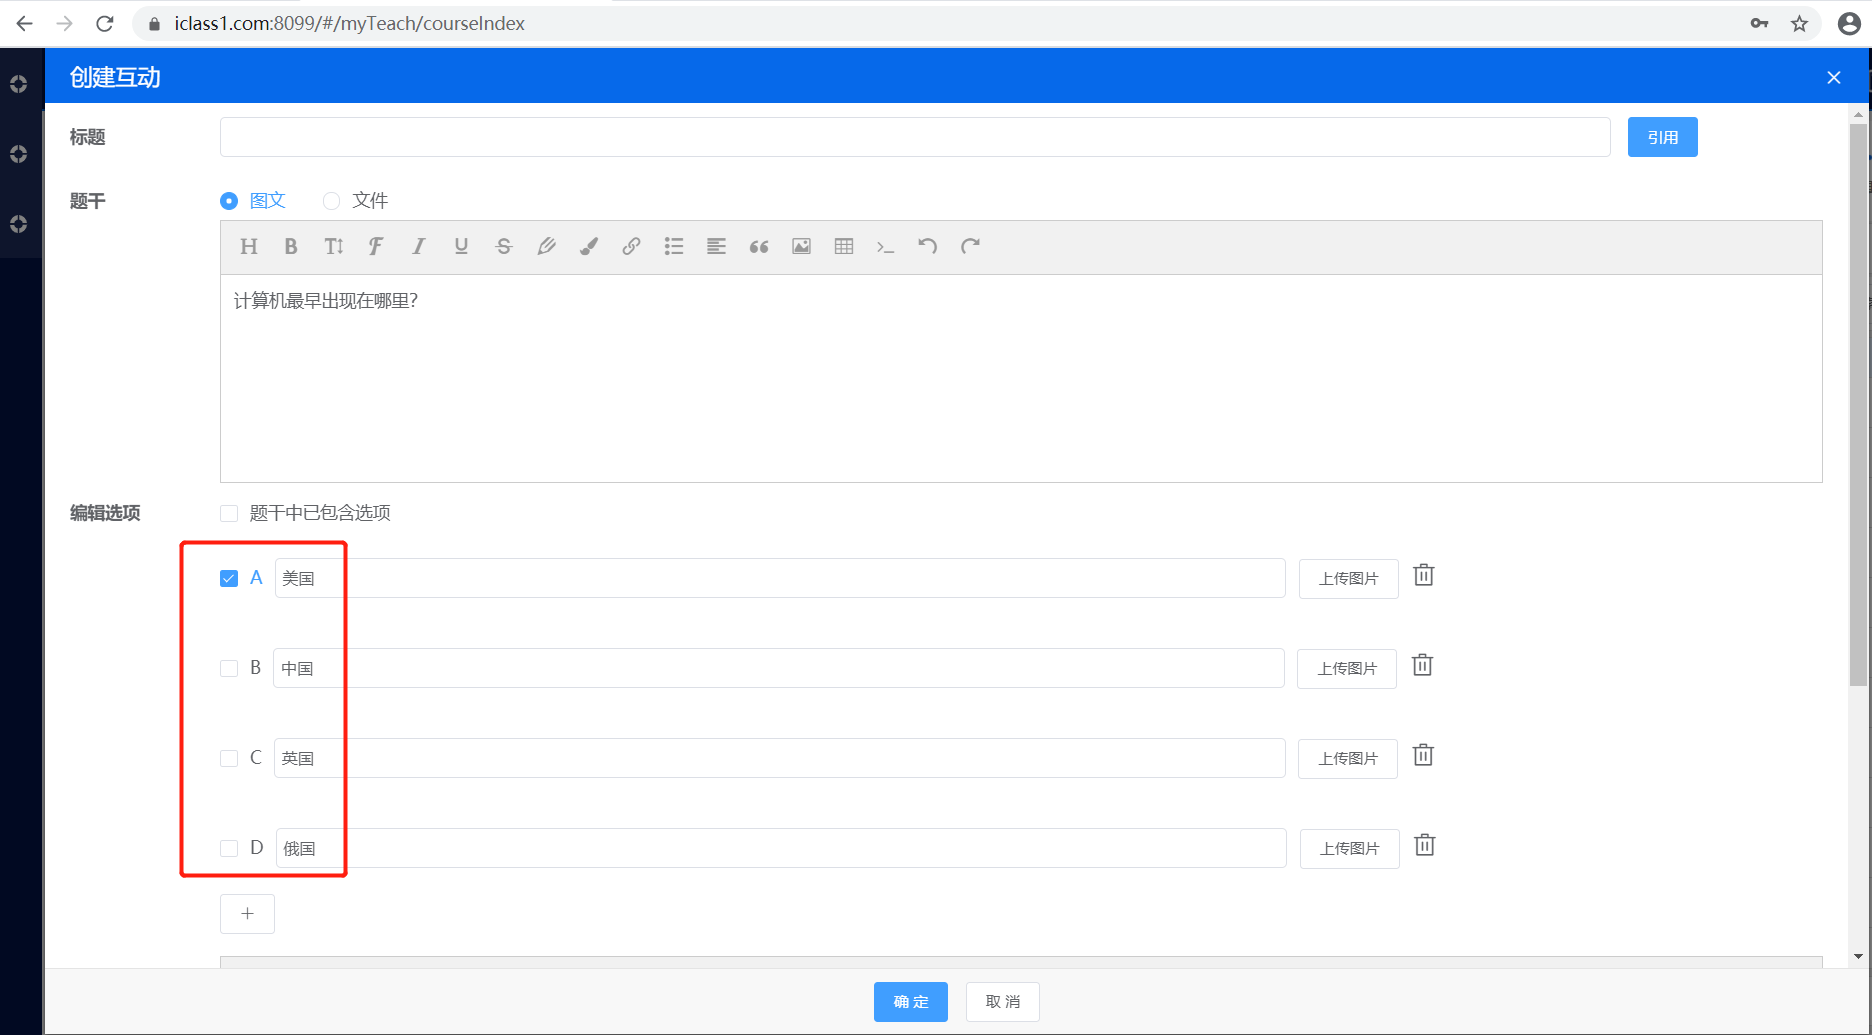 iclass1.com:8099/#/myTeach/courseIndex
创建互动
标题
引用
题干 图文 文件
计算机最早出现在哪里?
编辑选项 题干中已包含选项
A 美国 上传图片
B 中国 上传图片
C 英国 上传图片
D 俄国 上传图片
确 定 取 消